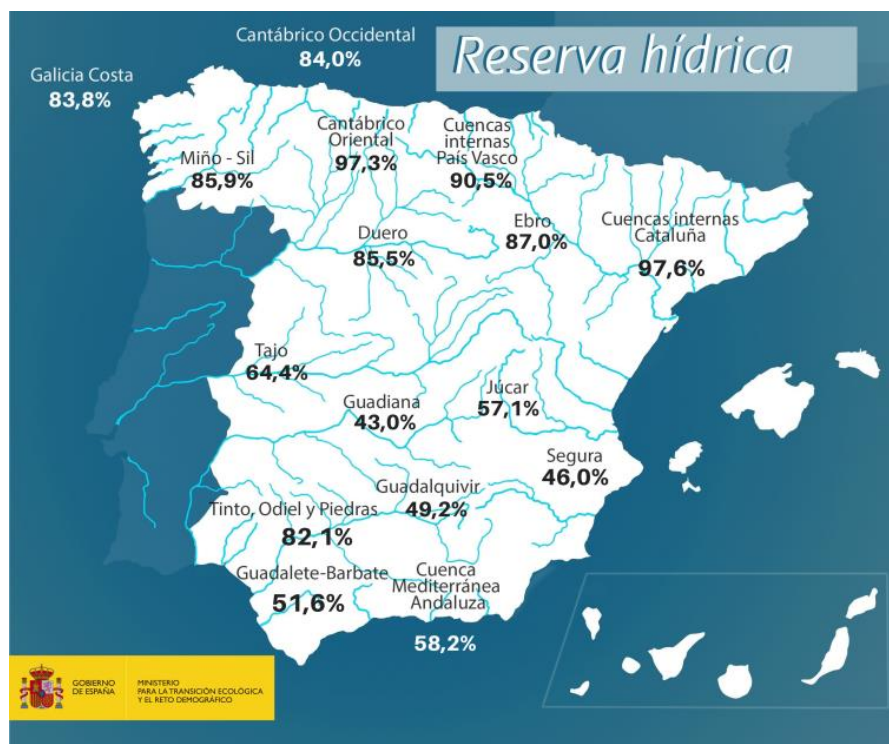 Reserva hídrica
Cantábrico Occidental
84,0%
Galicia Costa
83,8%
Miño - Sil
85,9%
Cantábrico
Oriental
97,3%
Cuencas
internas
País Vasco
90,5%
Duero
85,5%
Ebro
87,0%
Cuencas internas
Cataluña
97,6%
Tajo
64,4%
Guadiana
43,0%
Júcar
57,1%
Segura
46,0%
Guadalquivir
49,2%
Tinto, Odiel y Piedras
82,1%
Guadalete-Barbate
51,6%
Cuenca
Mediterránea
Andaluza
58,2%
GOBIERNO
DE ESPAÑA
MINISTERIO
PARA LA TRANSICIÓN ECOLÓGICA
Y EL RETO DEMOGRÁFICO